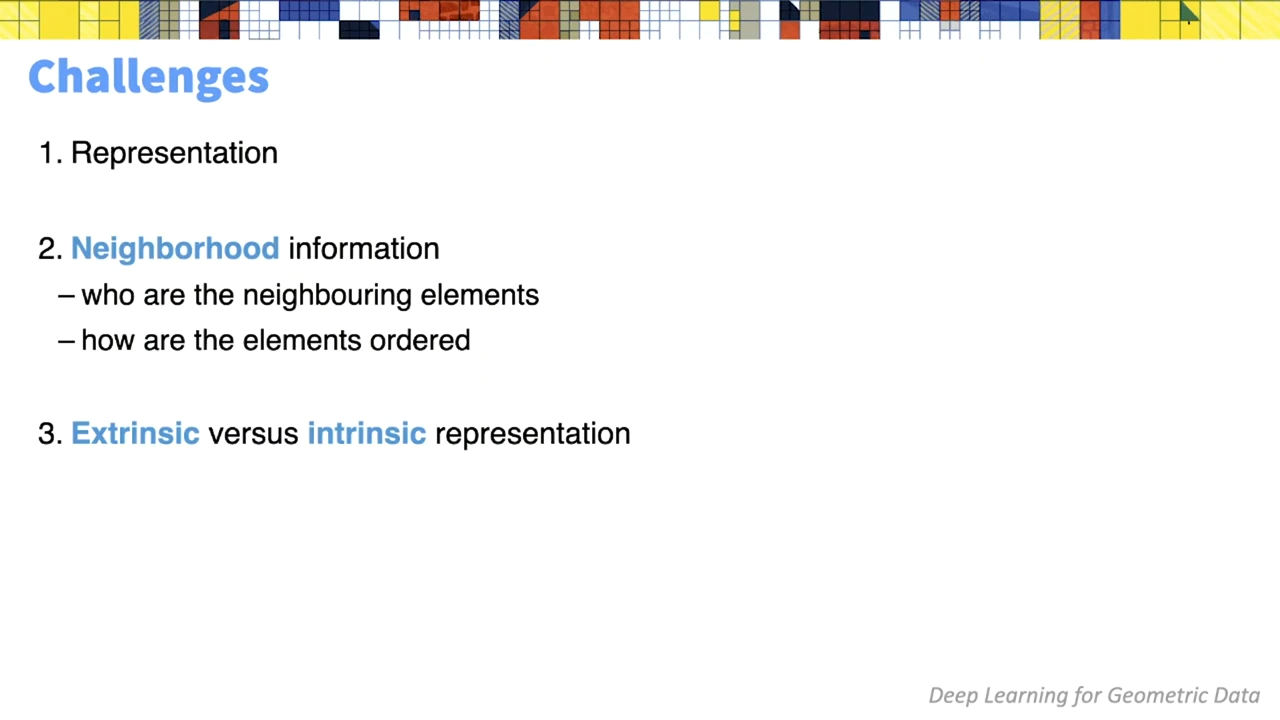 Challenges
1. Representation
2. Neighborhood information
– who are the neighbouring elements
– how are the elements ordered
3. Extrinsic versus intrinsic representation
Deep Learning for Geometric Data